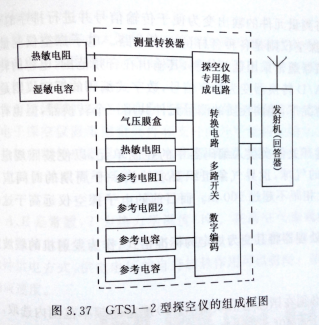 测量转换器
热敏电阻
湿敏电容
气压膜盒
热敏电阻
参考电阻1
参考电阻2
参考电容
参考电容
探空仪
专用集
成电路
转换电路
多路开关
数字编码
发射机(回答器)
图 3.37 GTS1－2 型探空仪的组成框图